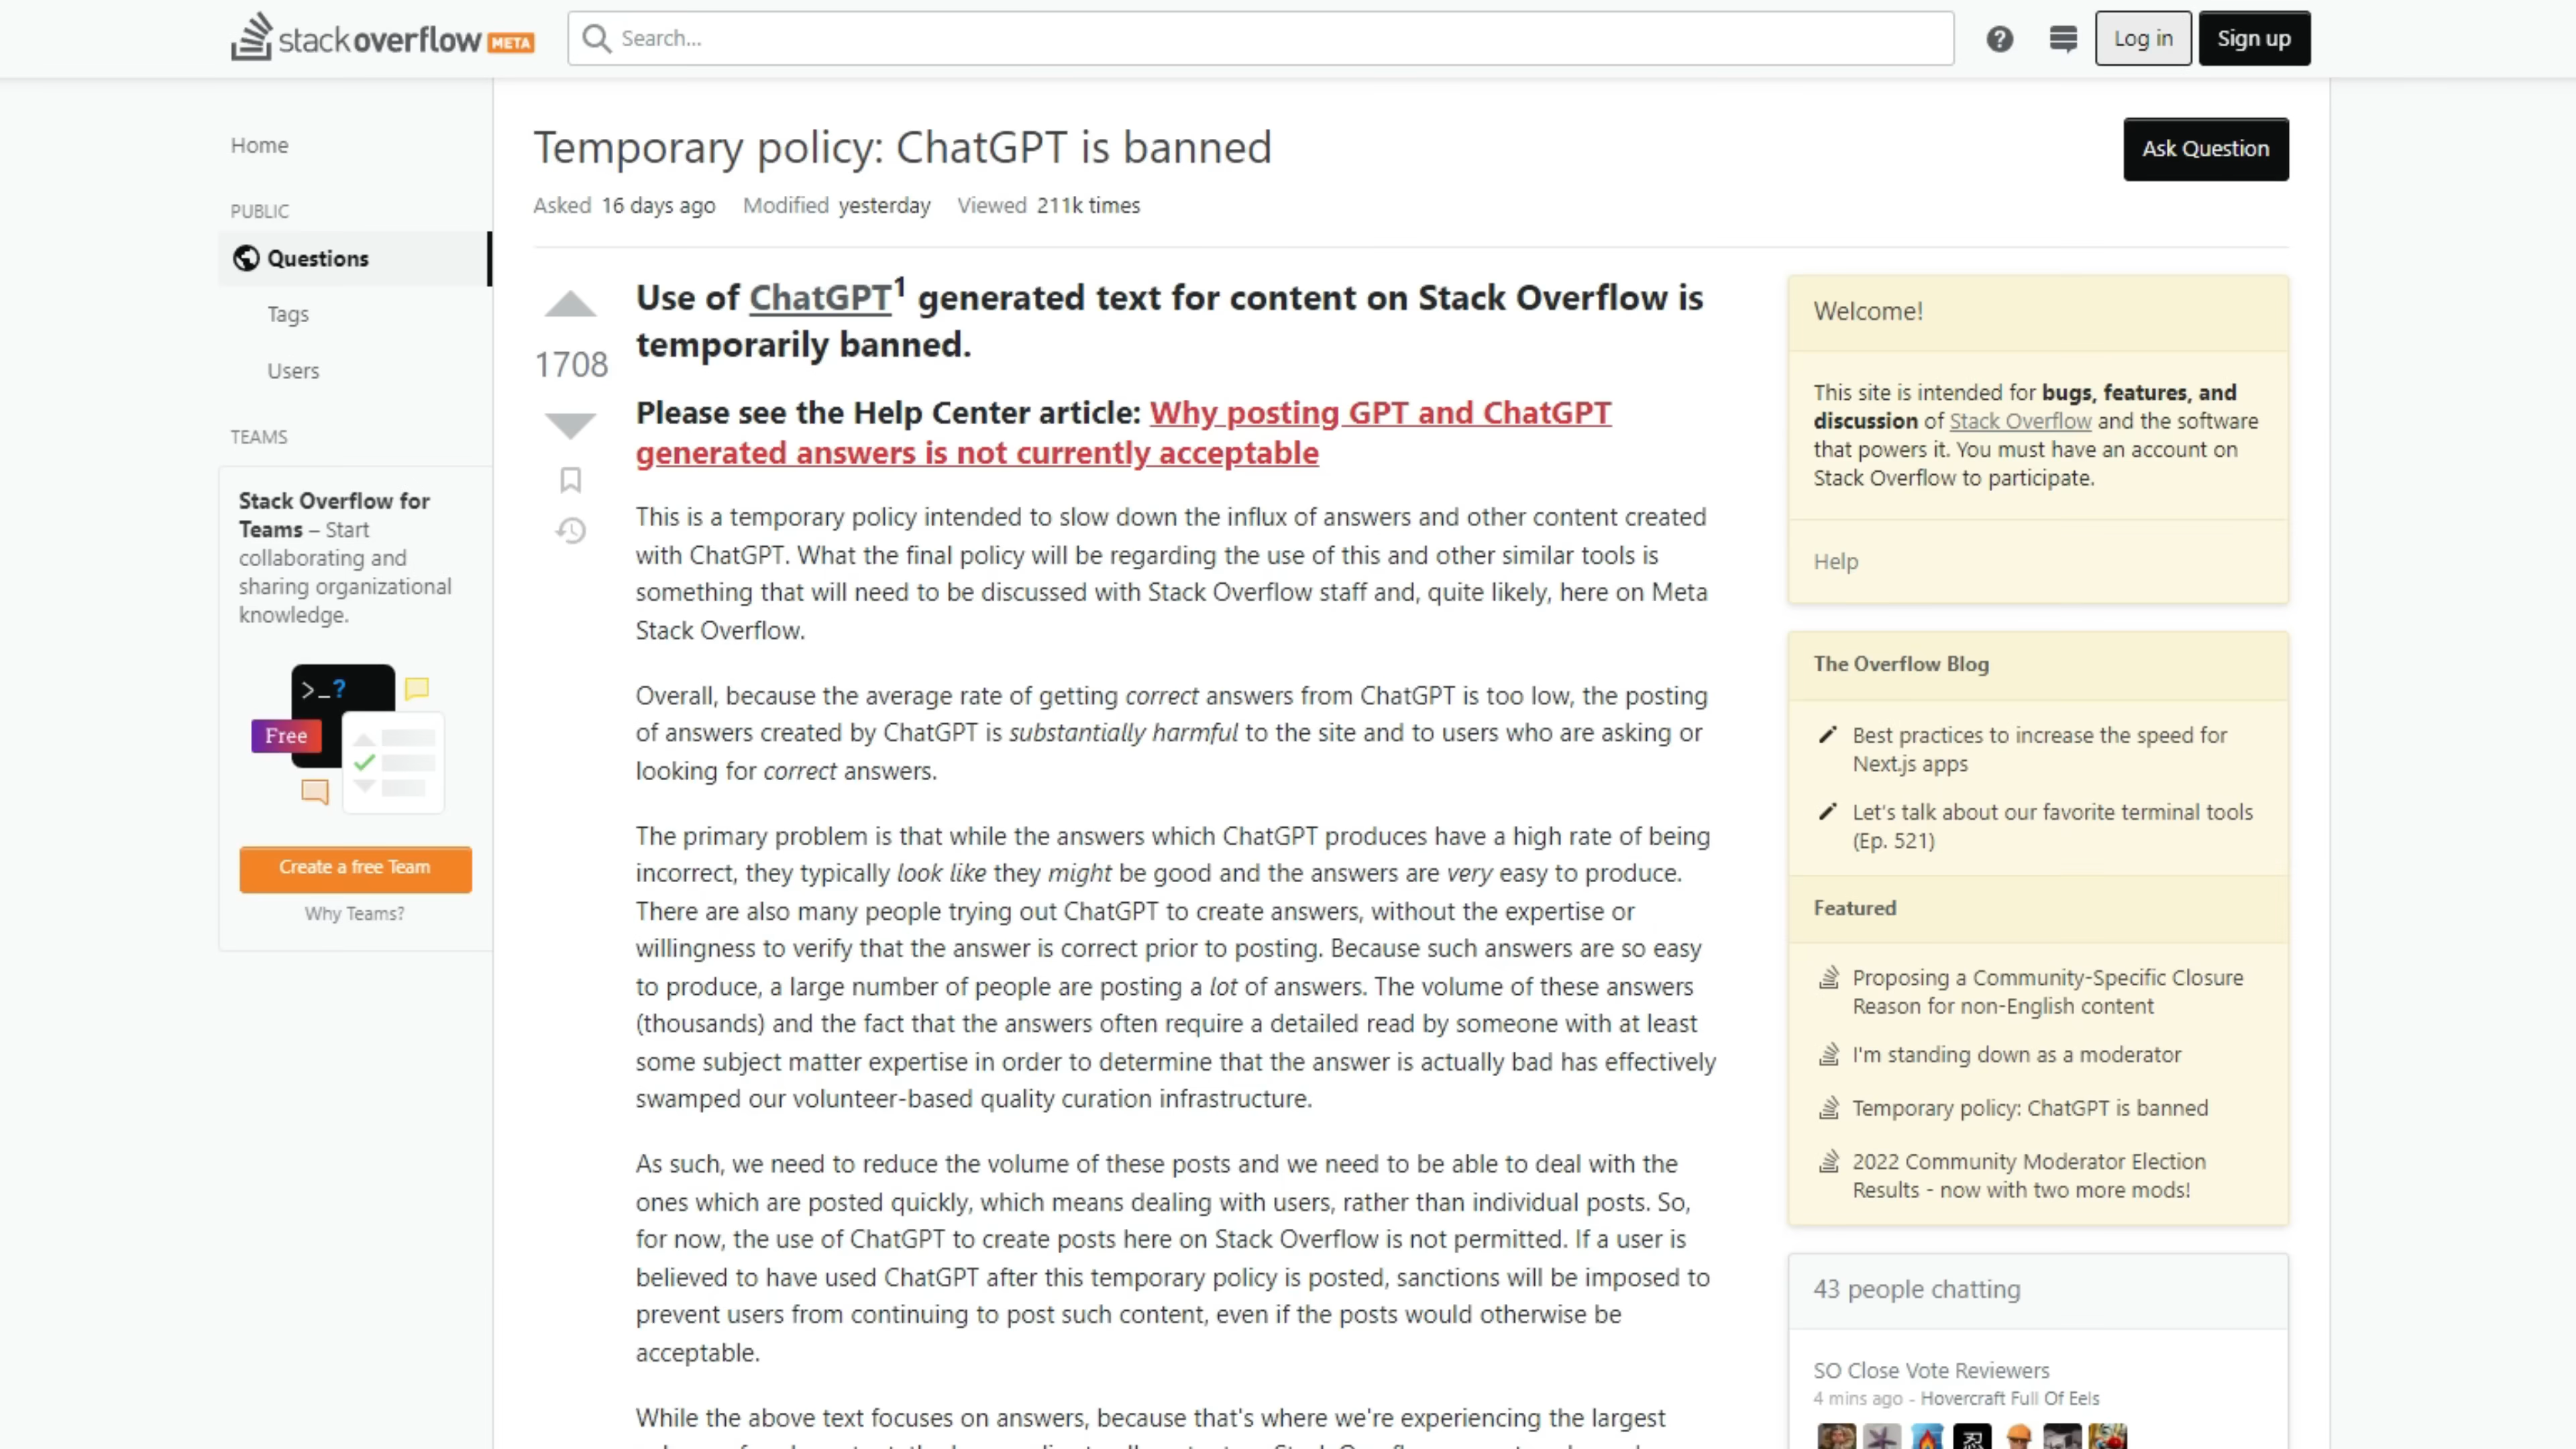 stackoverflow META
Search...
Log in
Sign up
Home
PUBLIC
Questions
Tags
Users
TEAMS
Stack Overflow for
Teams – Start
collaborating and
sharing organizational
knowledge.
>_?
Free
Create a free Team
Why Teams?
Temporary policy: ChatGPT is banned
Ask Question
Asked 16 days ago Modified yesterday Viewed 211k times
1708
Use of ChatGPT¹ generated text for content on Stack Overflow is
temporarily banned.
Please see the Help Center article: Why posting GPT and ChatGPT
generated answers is not currently acceptable
This is a temporary policy intended to slow down the influx of answers and other content created
with ChatGPT. What the final policy will be regarding the use of this and other similar tools is
something that will need to be discussed with Stack Overflow staff and, quite likely, here on Meta
Stack Overflow.
Overall, because the average rate of getting correct answers from ChatGPT is too low, the posting
of answers created by ChatGPT is substantially harmful to the site and to users who are asking or
looking for correct answers.
The primary problem is that while the answers which ChatGPT produces have a high rate of being
incorrect, they typically look like they might be good and the answers are very easy to produce.
There are also many people trying out ChatGPT to create answers, without the expertise or
willingness to verify that the answer is correct prior to posting. Because such answers are so easy
to produce, a large number of people are posting a lot of answers. The volume of these answers
(thousands) and the fact that the answers often require a detailed read by someone with at least
some subject matter expertise in order to determine that the answer is actually bad has effectively
swamped our volunteer-based quality curation infrastructure.
As such, we need to reduce the volume of these posts and we need to be able to deal with the
ones which are posted quickly, which means dealing with users, rather than individual posts. So,
for now, the use of ChatGPT to create posts here on Stack Overflow is not permitted. If a user is
believed to have used ChatGPT after this temporary policy is posted, sanctions will be imposed to
prevent users from continuing to post such content, even if the posts would otherwise be
acceptable.
While the above text focuses on answers, because that's where we're experiencing the largest
Welcome!
This site is intended for bugs, features, and
discussion of Stack Overflow and the software
that powers it. You must have an account on
Stack Overflow to participate.
Help
The Overflow Blog
Best practices to increase the speed for
Next.js apps
Let's talk about our favorite terminal tools
(Ep. 521)
Featured
Proposing a Community-Specific Closure
Reason for non-English content
I'm standing down as a moderator
Temporary policy: ChatGPT is banned
2022 Community Moderator Election
Results - now with two more mods!
43 people chatting
SO Close Vote Reviewers
4 mins ago - Hovercraft Full Of Eels